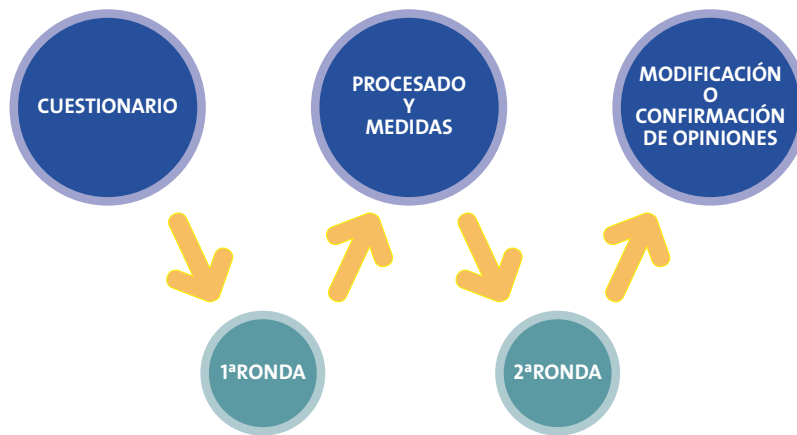 CUESTIONARIO
PROCESADO
Y
MEDIDAS
MODIFICACIÓN
O
CONFIRMACIÓN
DE OPINIONES
1ªRONDA
2ªRONDA